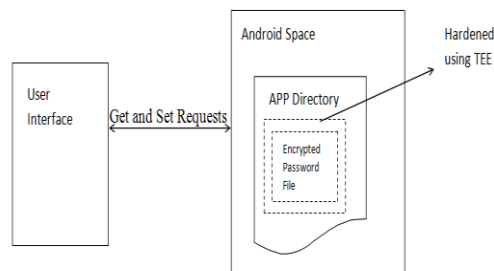 User
Interface
Get and Set Requests
Android Space
APP Directory
Encrypted
Password
File
Hardened
using TEE